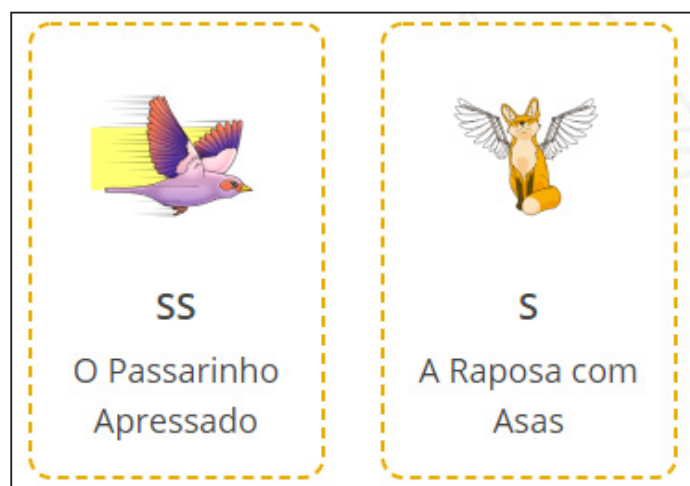 SS
O Passarinho
Apressado
S
A Raposa com
Asas